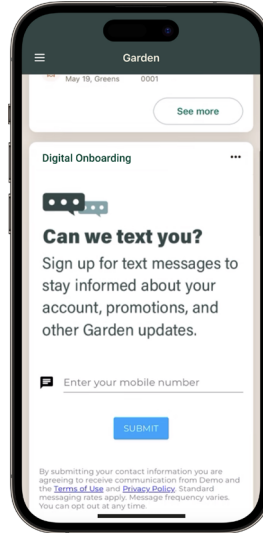 Garden
May 19, Greens 0001
See more
Digital Onboarding
Can we text you?
Sign up for text messages to
stay informed about your
account, promotions, and
other Garden updates.
Enter your mobile number
SUBMIT
By submitting your contact information you are
agreeing to receive communication from Demo and
the Terms of Use and Privacy Policy. Standard
messaging rates apply. Message frequency varies.
You can opt out at any time.